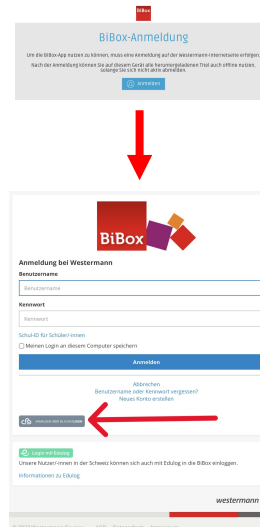 BiBox
BiBox-Anmeldung
Um die BiBox-App nutzen zu können, muss eine Anmeldung auf der Westermann-Internetseite erfolgen.
Nach der Anmeldung können Sie auf diesem Gerät alle heruntergeladenen Titel auch offline nutzen,
solange Sie sich nicht aktiv abmelden.
Anmelden
BiBox
Anmeldung bei Westermann
Benutzername
Benutzername
Kennwort
Kennwort
Schul-ID für Schüler/-innen
Meinen Login an diesem Computer speichern
Anmelden
Abbrechen
Benutzername oder Kennwort vergessen?
Neues Konto erstellen
Login mit Edulog
Unsere Nutzer/-innen in der Schweiz können sich auch mit Edulog in die BiBox einloggen.
Informationen zu Edulog
westermann